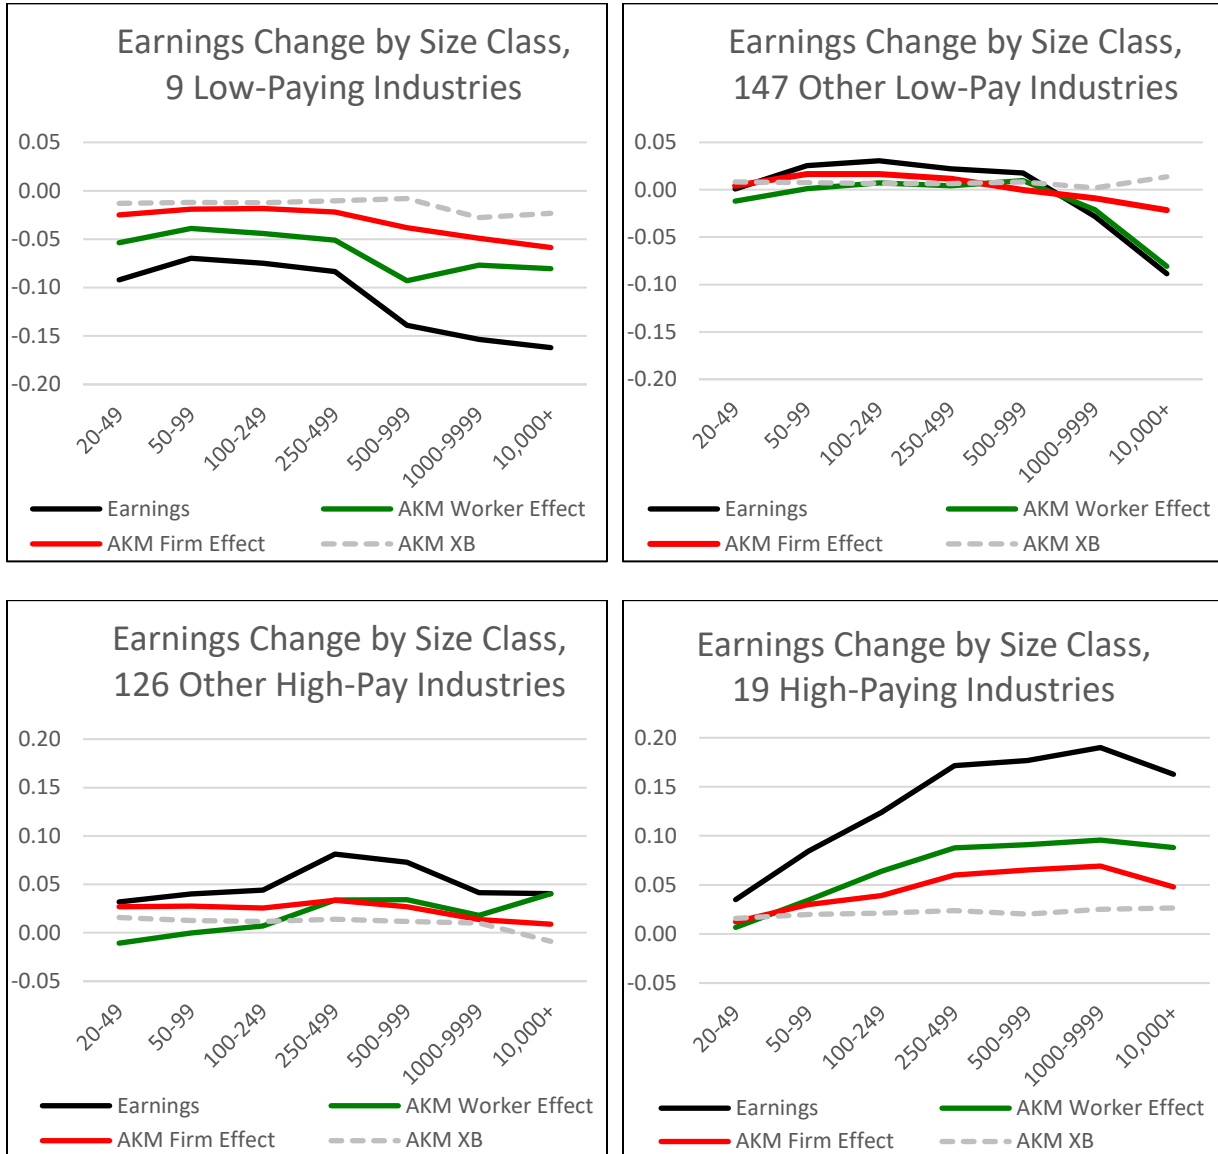 Earnings Change by Size Class,
9 Low-Paying Industries
0.05
0.00
-0.05
-0.10
-0.15
-0.20
20-49
50-99
100-249
250-499
500-999
1000-9999
10,000+
Earnings
AKM Worker Effect
AKM Firm Effect
AKM XB
Earnings Change by Size Class,
147 Other Low-Pay Industries
0.05
0.00
-0.05
-0.10
-0.15
-0.20
20-49
50-99
100-249
250-499
500-999
1000-9999
10,000+
Earnings
AKM Worker Effect
AKM Firm Effect
AKM XB
Earnings Change by Size Class,
126 Other High-Pay Industries
0.20
0.15
0.10
0.05
0.00
-0.05
20-49
50-99
100-249
250-499
500-999
1000-9999
10,000+
Earnings
AKM Worker Effect
AKM Firm Effect
AKM XB
Earnings Change by Size Class,
19 High-Paying Industries
0.20
0.15
0.10
0.05
0.00
-0.05
20-49
50-99
100-249
250-499
500-999
1000-9999
10,000+
Earnings
AKM Worker Effect
AKM Firm Effect
AKM XB